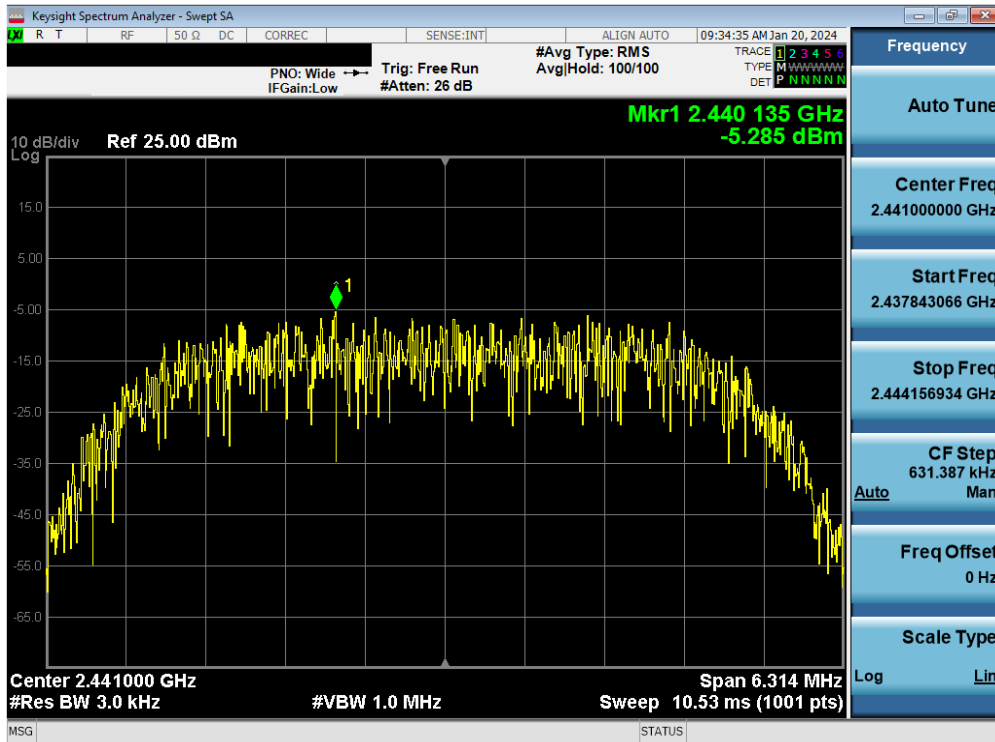 Keysight Spectrum Analyzer - Swept SA
LXI R T RF 50 Ω DC CORREC SENSE:INT ALIGN AUTO 09:34:35 AM Jan 20, 2024
PNO: Wide
IFGain:Low
Trig: Free Run
#Atten: 26 dB
#Avg Type: RMS
Avg|Hold: 100/100
TRACE 1 2 3 4 5 6
TYPE M W W W W W
DET P N N N N N
Mkr1 2.440 135 GHz
-5.285 dBm
10 dB/div
Log
Ref 25.00 dBm
15.0
5.00
1
-5.00
-15.0
-25.0
-35.0
-45.0
-55.0
-65.0
Center 2.441000 GHz
Span 6.314 MHz
#Res BW 3.0 kHz
#VBW 1.0 MHz
Sweep 10.53 ms (1001 pts)
MSG
STATUS
Frequency
Auto Tune
Center Freq
2.441000000 GHz
Start Freq
2.437843066 GHz
Stop Freq
2.444156934 GHz
CF Step
631.387 kHz
Auto Man
Freq Offset
0 Hz
Scale Type
Log Lin